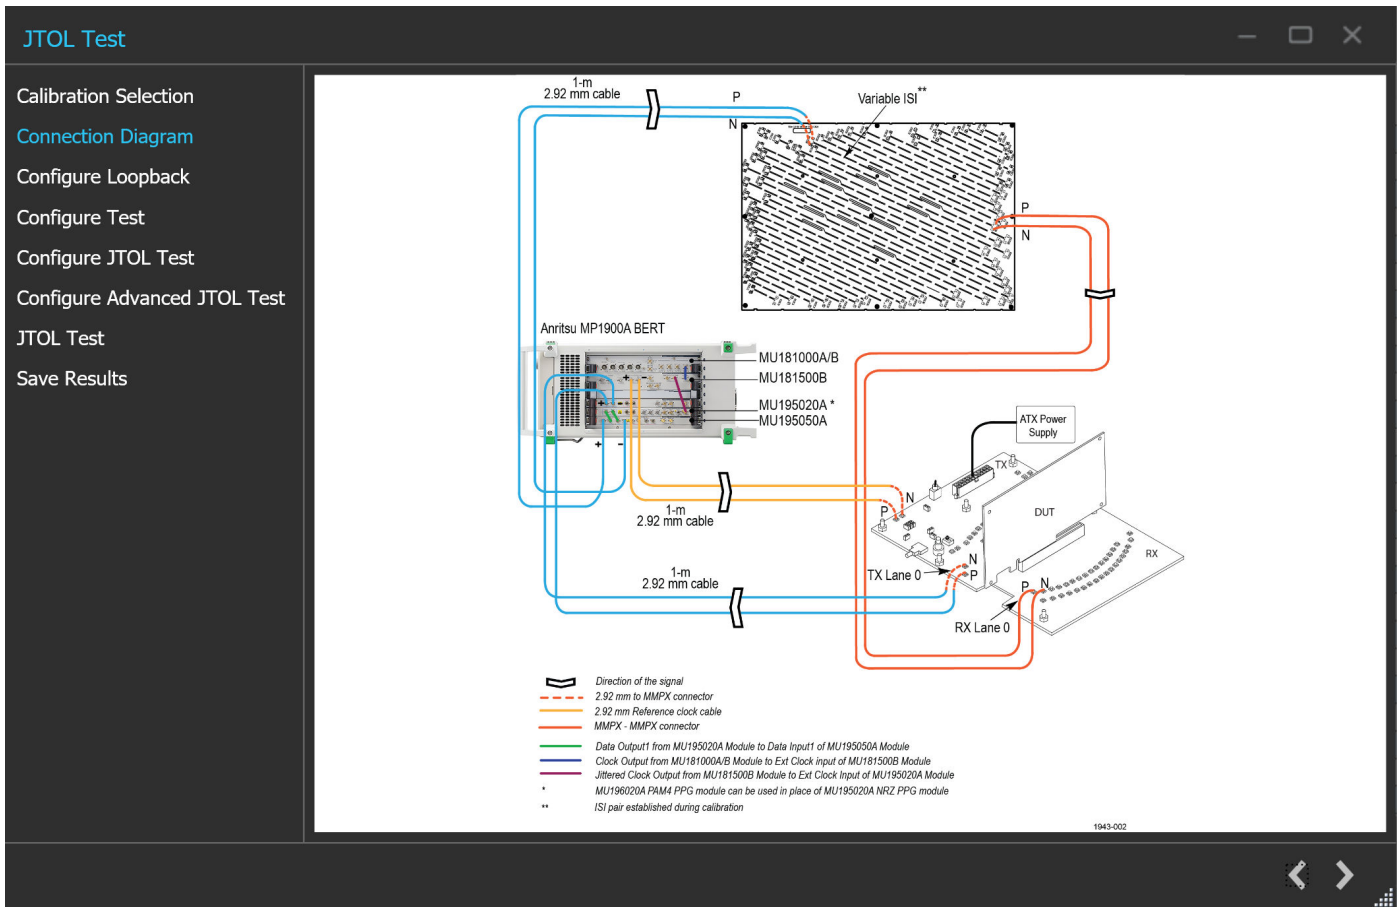 JTOL Test
Calibration Selection
Connection Diagram
Configure Loopback
Configure Test
Configure JTOL Test
Configure Advanced JTOL Test
JTOL Test
Save Results
1-m
2.92 mm cable
P
N
Variable ISI**
P
N
Anritsu MP1900A BERT
MU181000A/B
MU181500B
MU195020A *
MU195050A
+ −
+
+ −
ATX Power
Supply
TX
N
P
1-m
2.92 mm cable
DUT
RX
N
P
TX Lane 0
1-m
2.92 mm cable
P N
RX Lane 0
Direction of the signal
2.92 mm to MMPX connector
2.92 mm Reference clock cable
MMPX - MMPX connector
Data Output1 from MU195020A Module to Data Input1 of MU195050A Module
Clock Output from MU181000A/B Module to Ext Clock input of MU181500B Module
Jittered Clock Output from MU181500B Module to Ext Clock Input of MU195020A Module
* MU196020A PAM4 PPG module can be used in place of MU195020A NRZ PPG module
** ISI pair established during calibration
1943-002